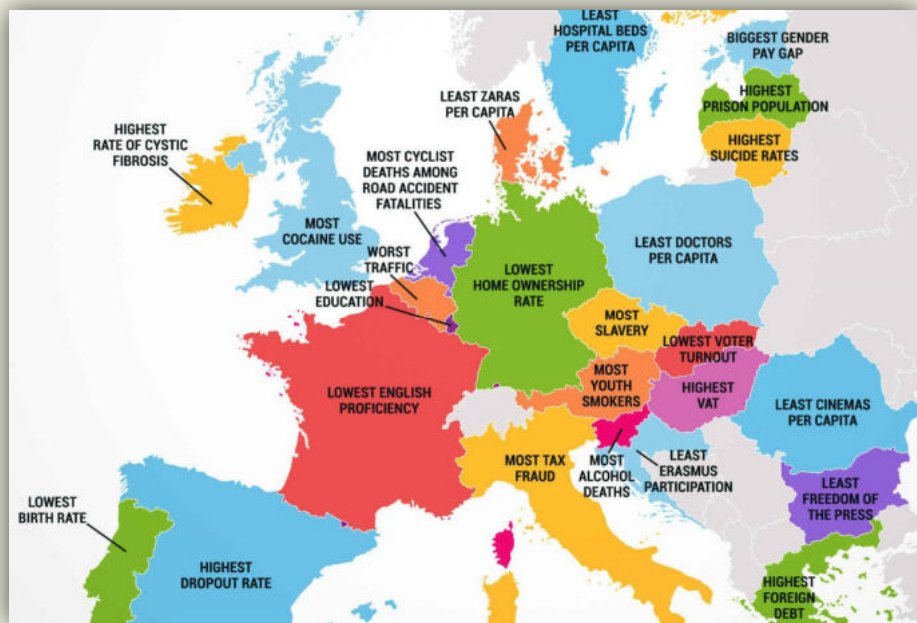 LEAST
HOSPITAL BEDS
PER CAPITA
BIGGEST GENDER
PAY GAP
HIGHEST
PRISON POPULATION
HIGHEST
SUICIDE RATES
LEAST ZARAS
PER CAPITA
HIGHEST
RATE OF CYSTIC
FIBROSIS
MOST CYCLIST
DEATHS AMONG
ROAD ACCIDENT
FATALITIES
MOST
COCAINE USE
WORST
TRAFFIC
LOWEST
EDUCATION
LOWEST
HOME OWNERSHIP
RATE
LEAST DOCTORS
PER CAPITA
MOST
SLAVERY
LOWEST VOTER
TURNOUT
MOST
YOUTH
SMOKERS
HIGHEST
VAT
LOWEST ENGLISH
PROFICIENCY
LEAST CINEMAS
PER CAPITA
MOST TAX
FRAUD
MOST
ALCOHOL
DEATHS
LEAST
ERASMUS
PARTICIPATION
LEAST
FREEDOM OF
THE PRESS
LOWEST
BIRTH RATE
HIGHEST
DROPOUT RATE
HIGHEST
FOREIGN
DEBT